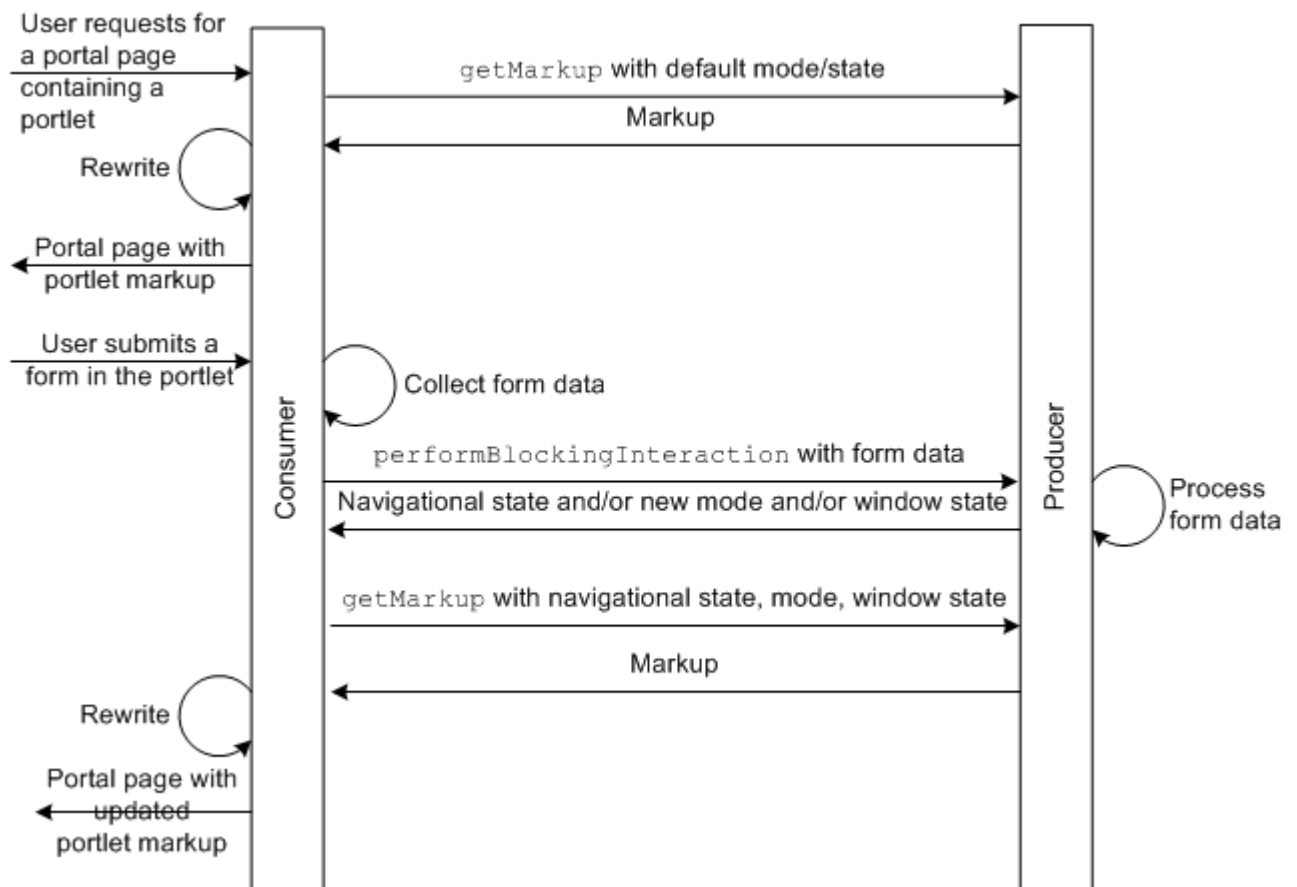 User requests for
a portal page
containing a
portlet
getMarkup with default mode/state
Markup
Rewrite
Portal page with
portlet markup
User submits a
form in the portlet
Collect form data
Consumer
Producer
performBlockingInteraction with form data
Navigational state and/or new mode and/or window state
Process
form data
getMarkup with navigational state, mode, window state
Markup
Rewrite
Portal page with
updated
portlet markup